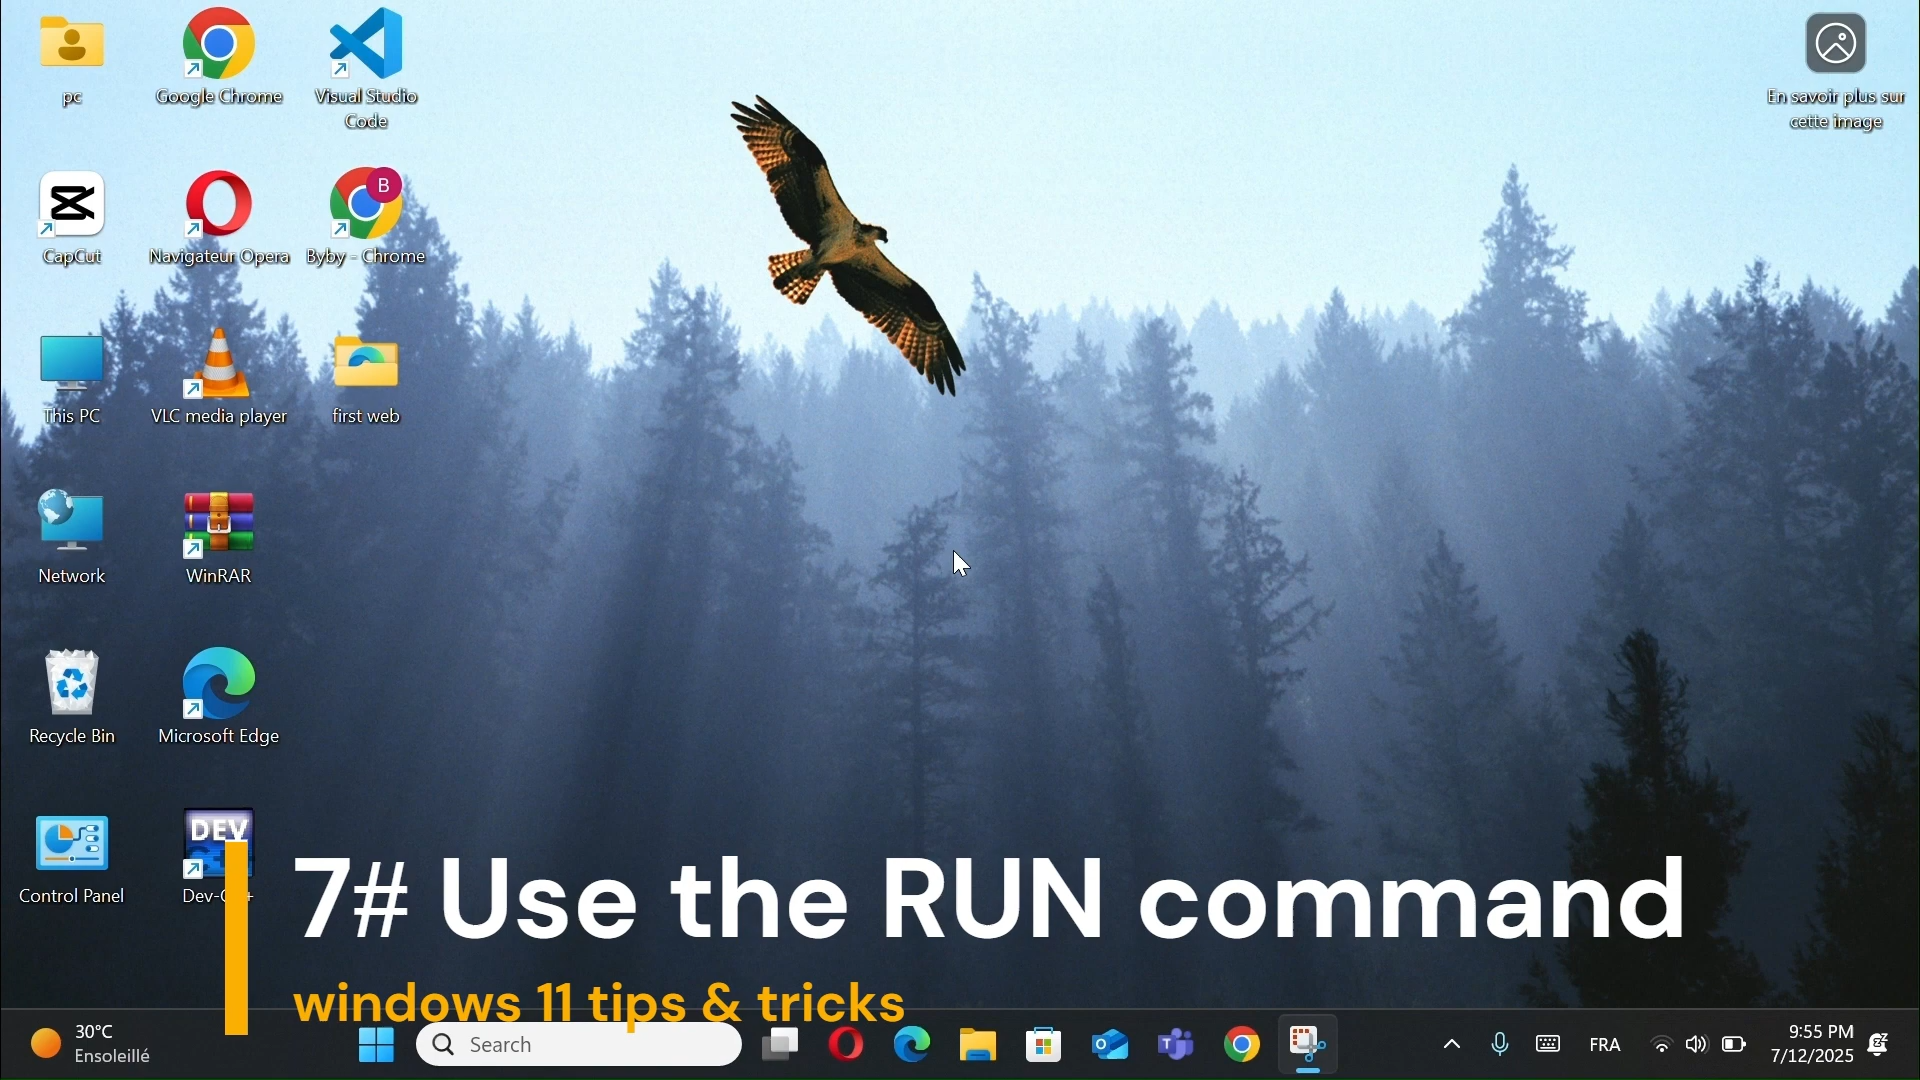 pc
Google Chrome
Visual Studio
Code
En savoir plus sur
cette image
B
CapCut
Navigateur Opera
Byby - Chrome
This PC
VLC media player
first web
Network
WinRAR
Recycle Bin
Microsoft Edge
DEV
Control Panel
7# Use the RUN command
windows 11 tips & tricks
30°C
Ensoleillé
Search
FRA
9:55 PM
7/12/2025